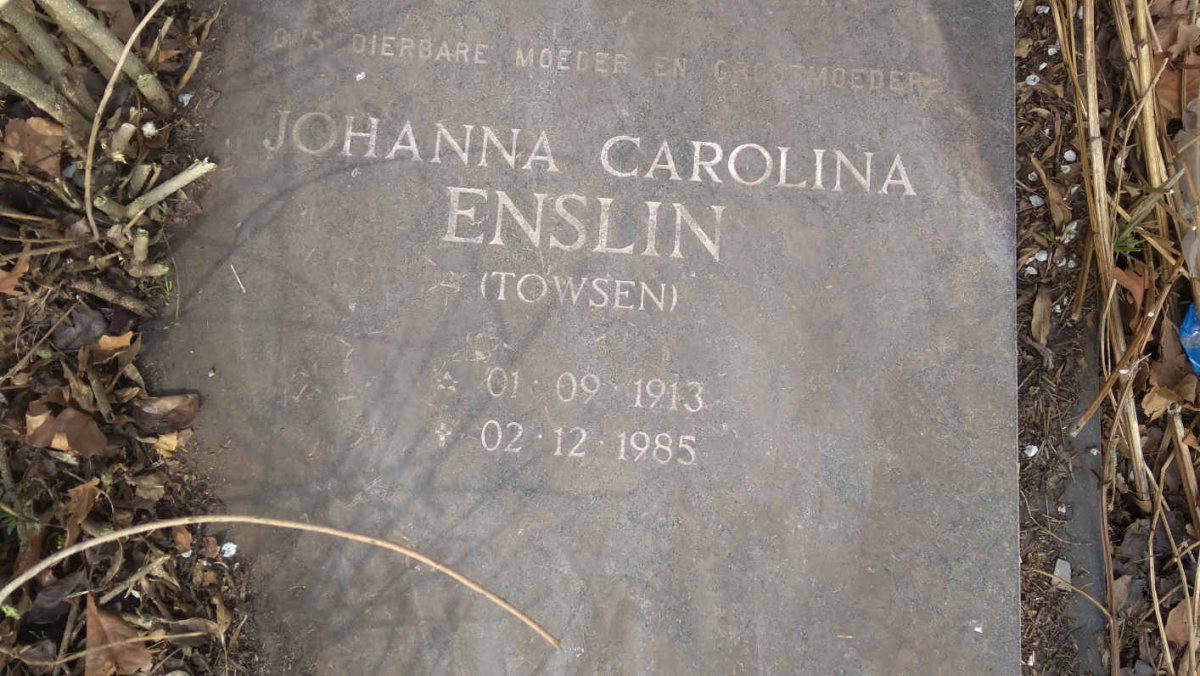 ONS DIERBARE MOEDER EN GROOTMOEDER
JOHANNA CAROLINA
ENSLIN
(TOWSEN)
☆ 01·09·1913
✝ 02·12·1985